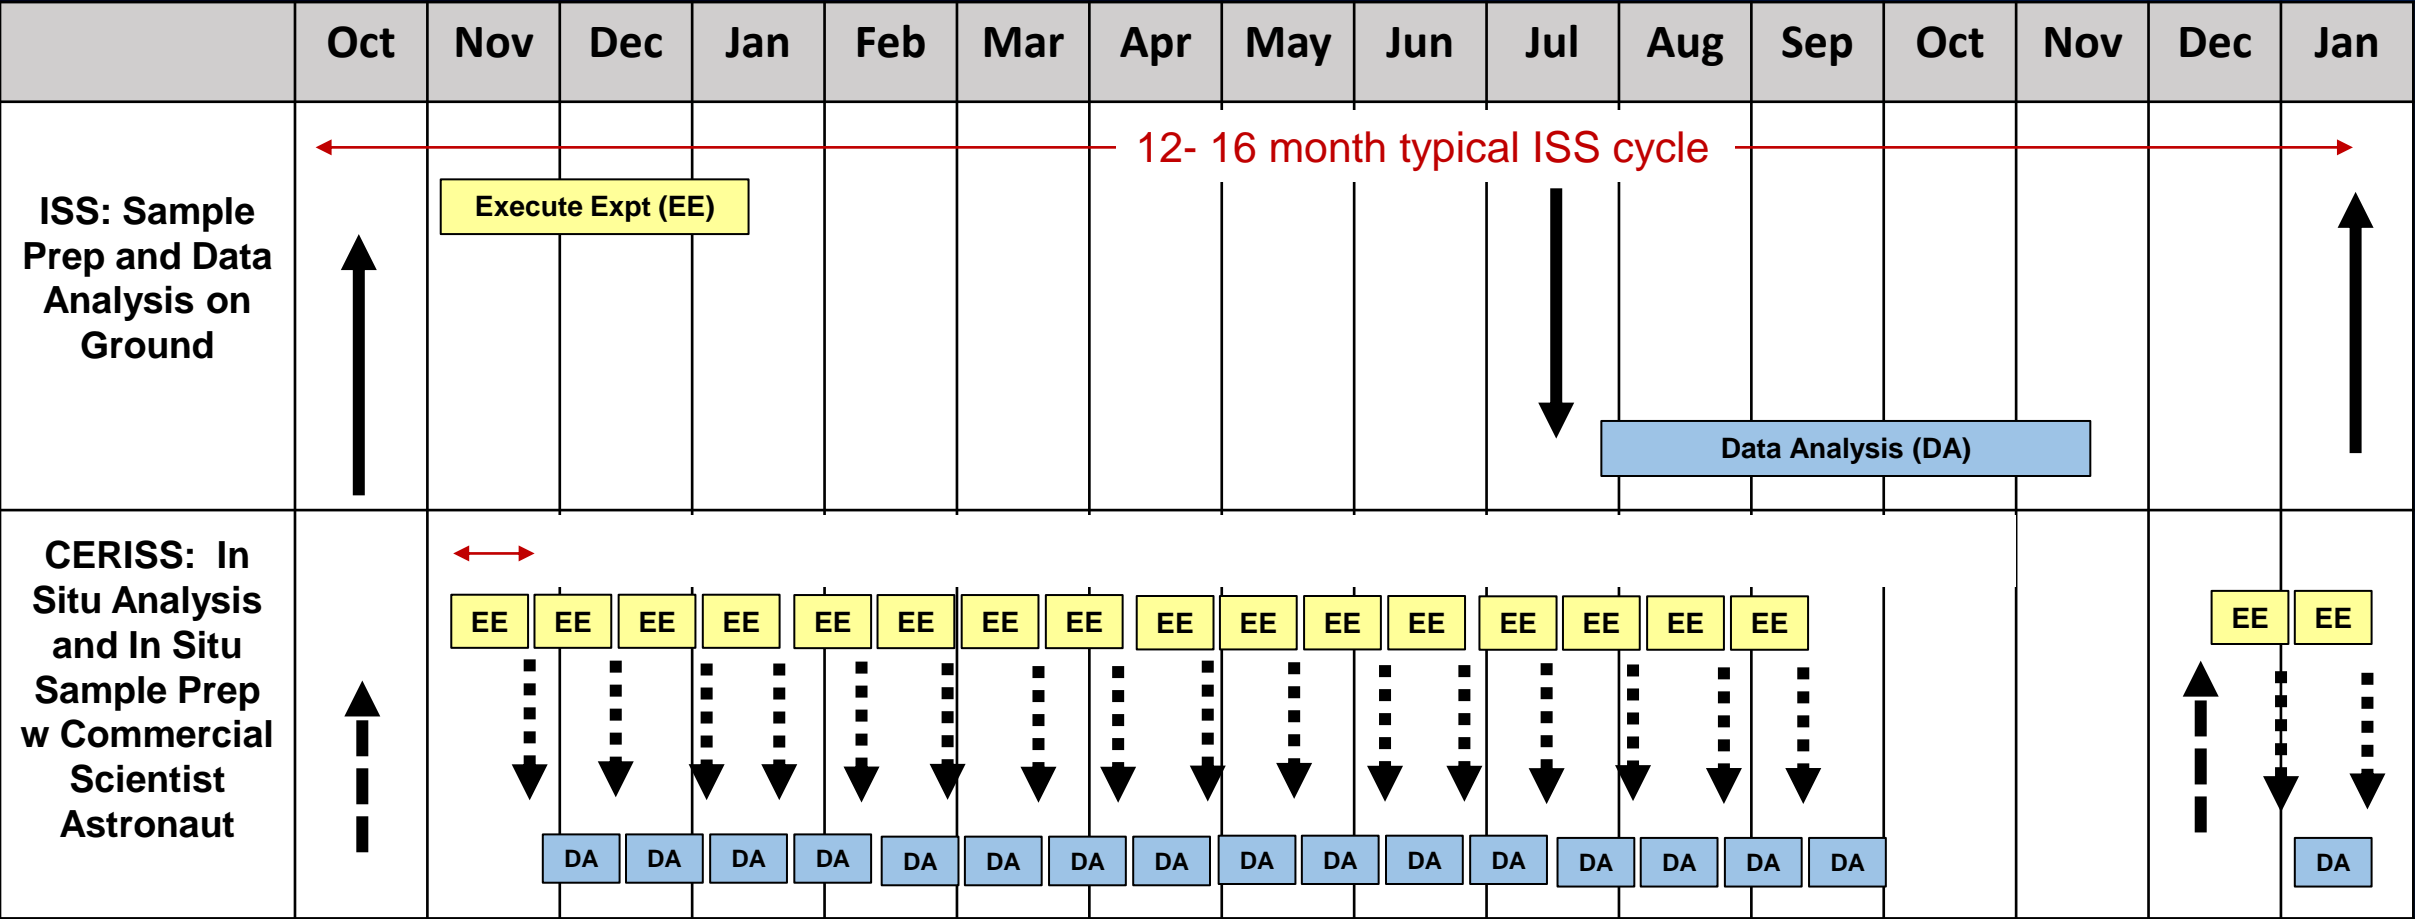 Oct Nov Dec Jan Feb Mar Apr May Jun Jul Aug Sep Oct Nov Dec Jan
12- 16 month typical ISS cycle
Execute Expt (EE)
ISS: Sample
Prep and Data
Analysis on
Ground
Data Analysis (DA)
CERISS: In
Situ Analysis
and In Situ
Sample Prep
w Commercial
Scientist
Astronaut
EE EE EE EE EE EE EE EE EE EE EE EE EE EE EE EE EE EE
DA DA DA DA DA DA DA DA DA DA DA DA DA DA DA DA DA